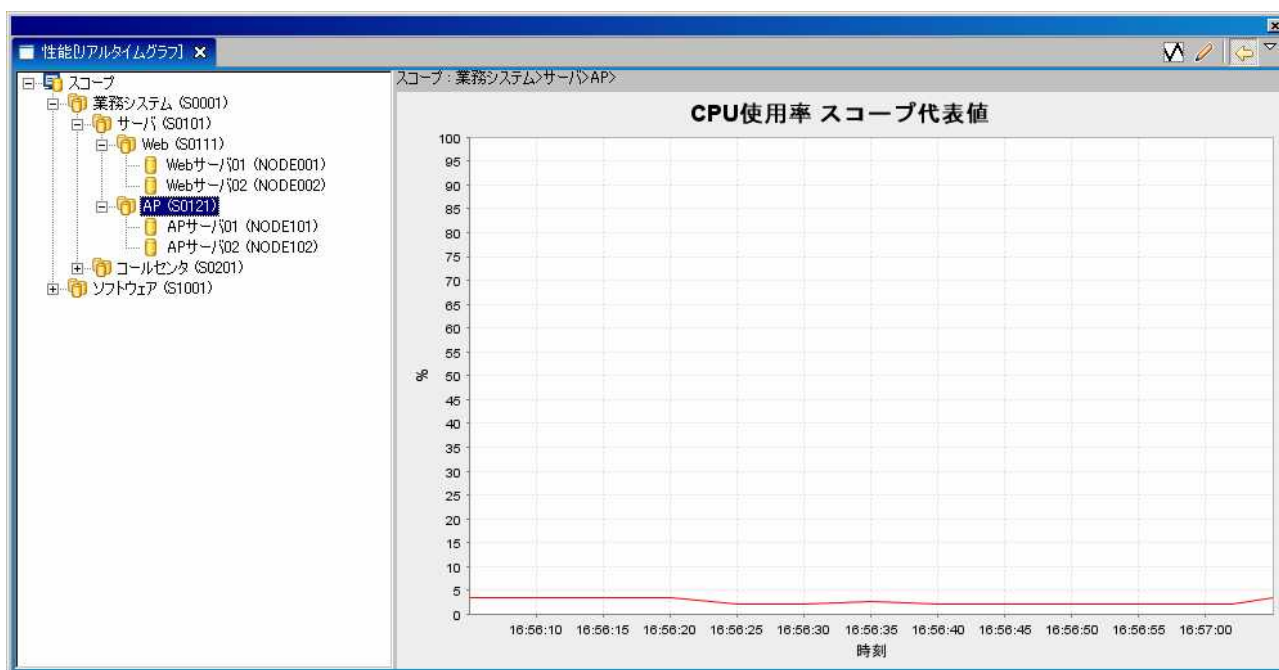 性能[リアルタイムグラフ]
スコープ
業務システム (S0001)
サーバ (S0101)
Web (S0111)
Webサーバ01 (NODE001)
Webサーバ02 (NODE002)
AP (S0121)
APサーバ01 (NODE101)
APサーバ02 (NODE102)
コールセンタ (S0201)
ソフトウェア (S1001)
スコープ : 業務システム>サーバ>AP>
CPU使用率 スコープ代表値
100
95
90
85
80
75
70
65
60
55
50
45
40
35
30
25
20
15
10
5
0
%
16:56:10 16:56:15 16:56:20 16:56:25 16:56:30 16:56:35 16:56:40 16:56:45 16:56:50 16:56:55 16:57:00
時刻